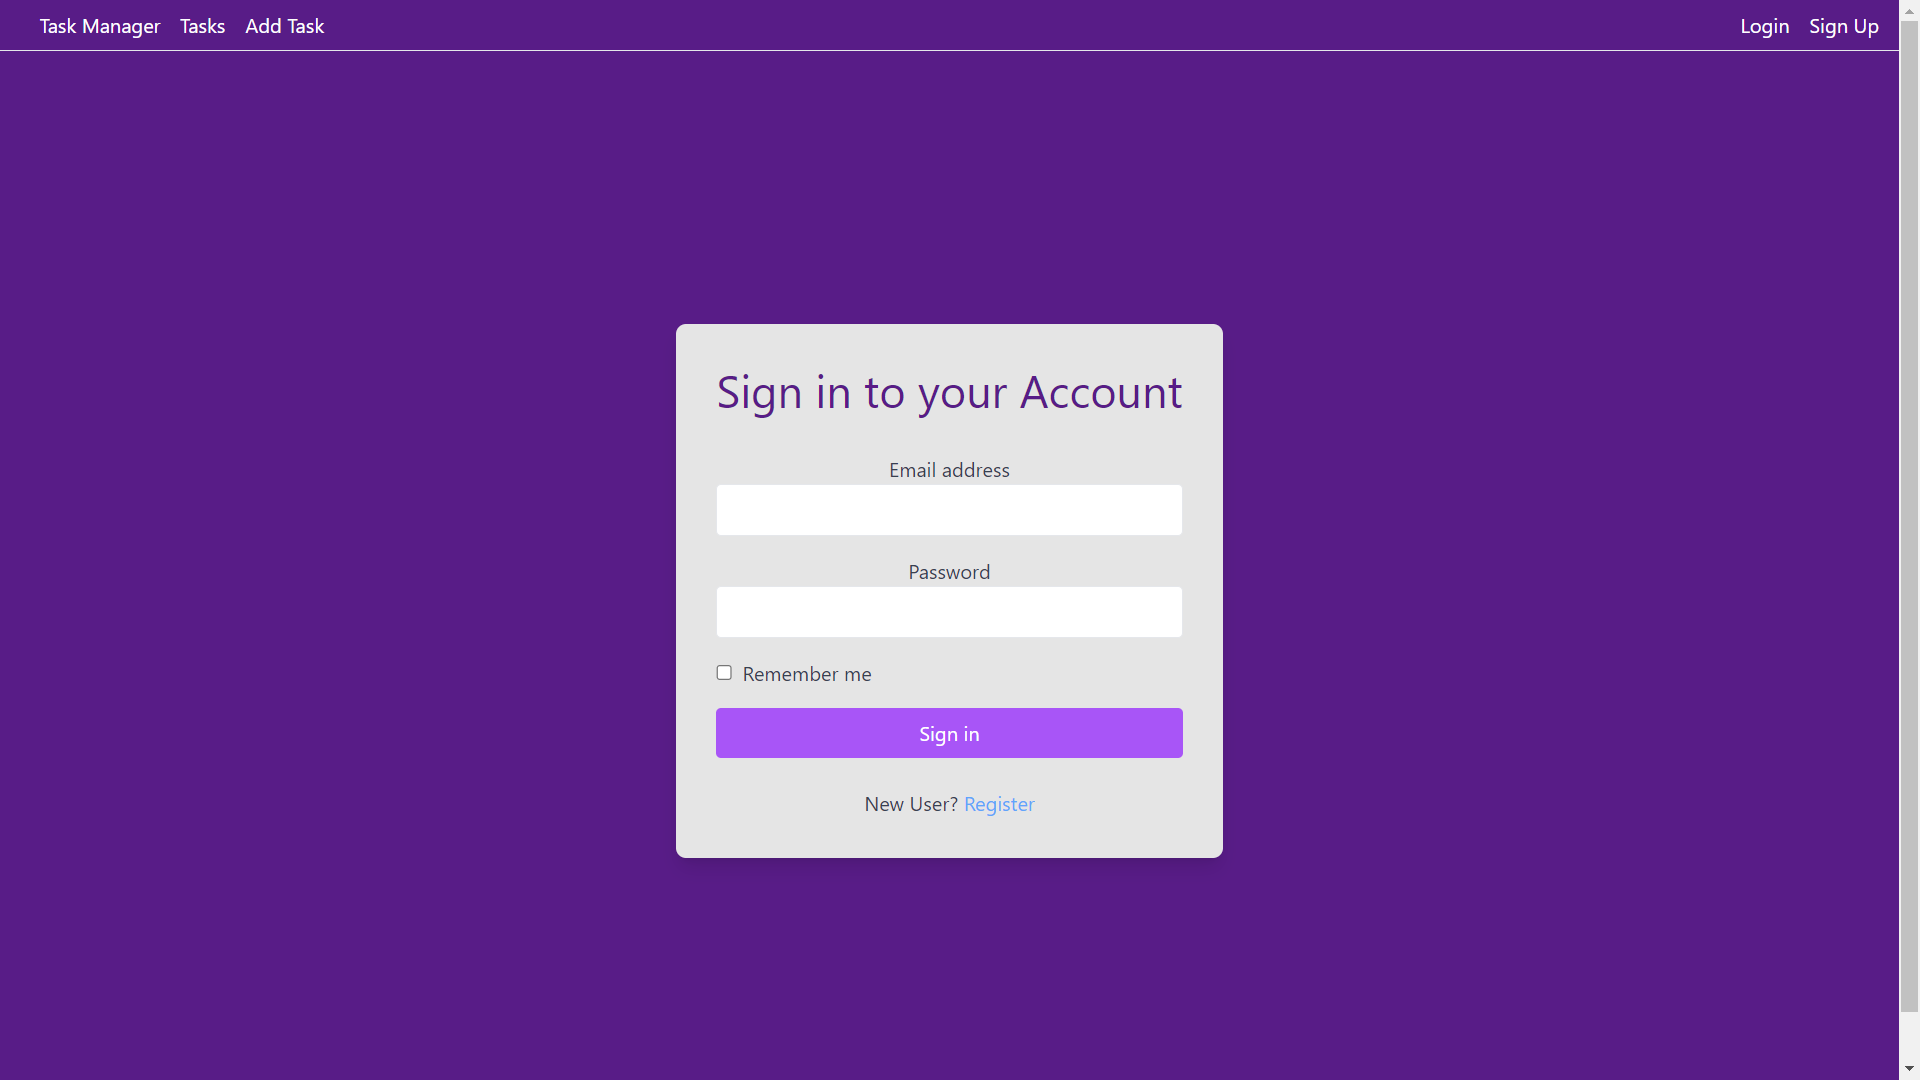 Task Manager Tasks Add Task Login Sign Up
Sign in to your Account
Email address
Password
Remember me
Sign in
New User? Register